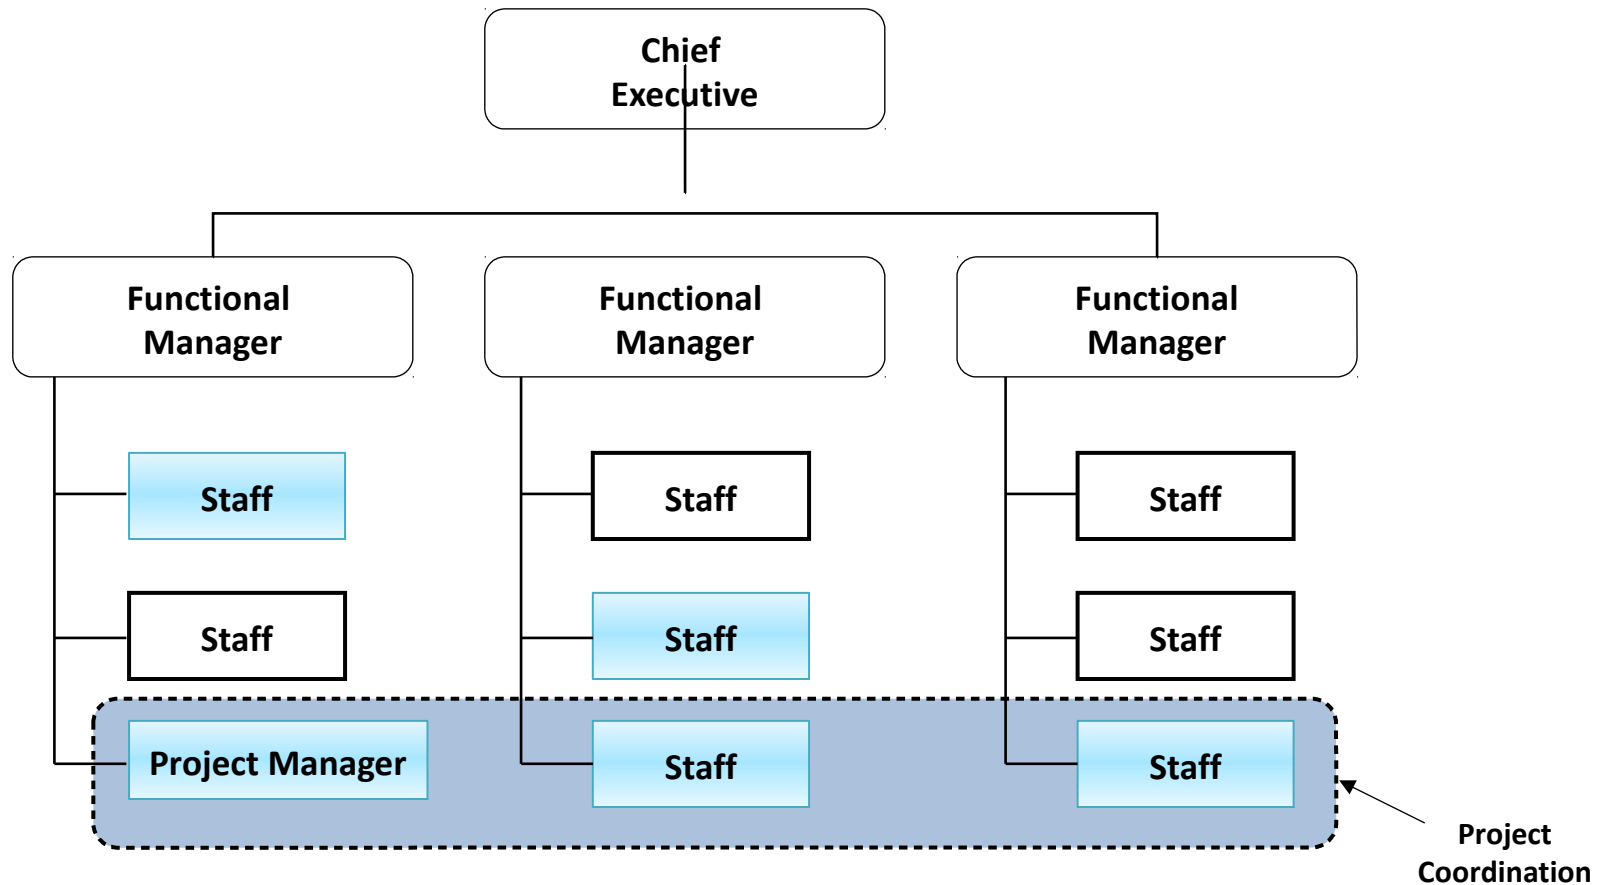 Chief
Executive
Functional
Manager
Functional
Manager
Functional
Manager
Staff
Staff
Staff
Staff
Staff
Staff
Project Manager
Staff
Staff
Project
Coordination